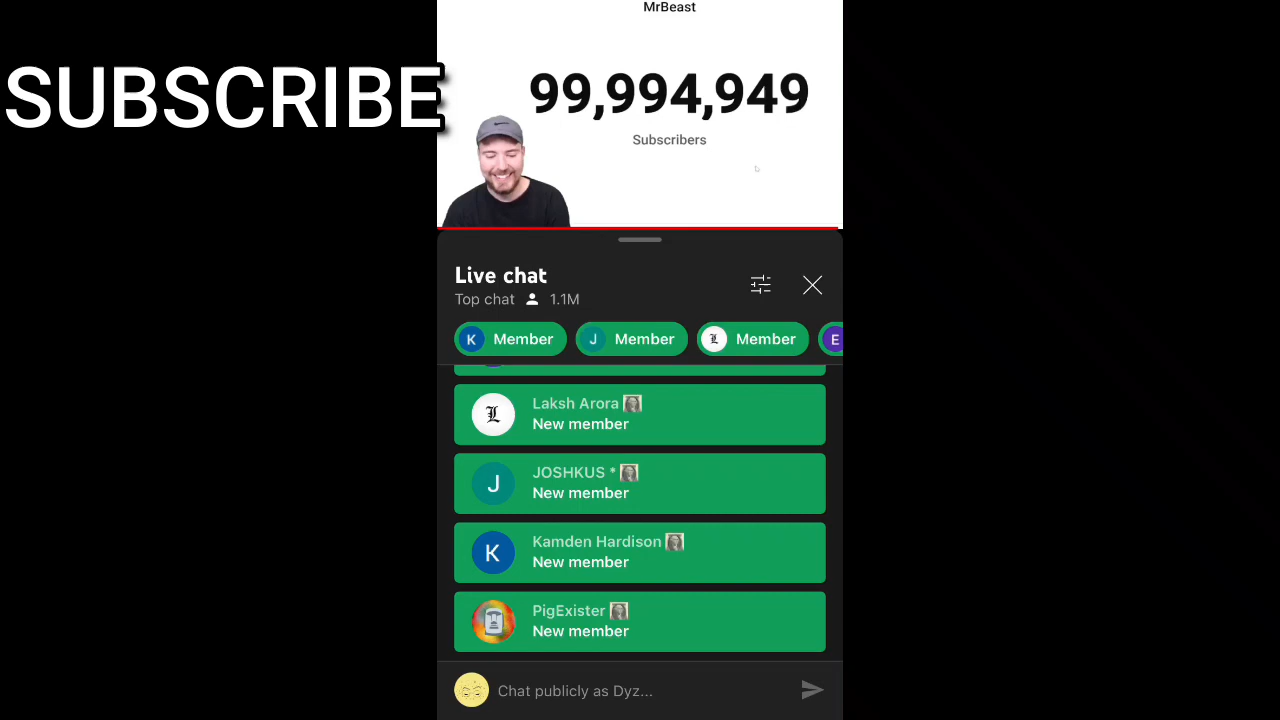 MrBeast
SUBSCRIBE
99,994,949
Subscribers
Live chat
Top chat 1.1M
K Member J Member L Member E
L Laksh Arora
New member
J JOSHKUS *
New member
K Kamden Hardison
New member
PigExister
New member
Chat publicly as Dyz...